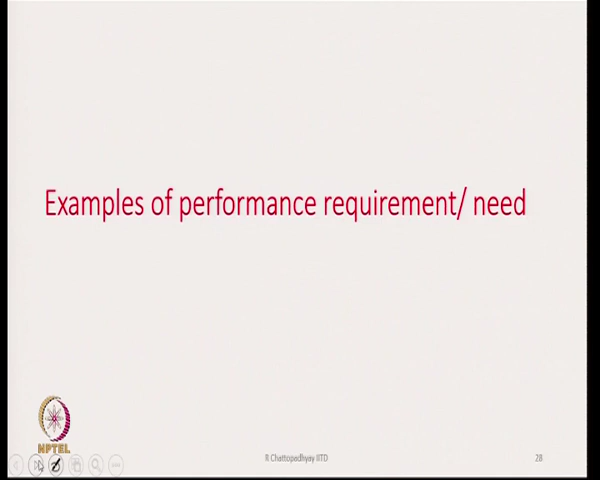 Examples of performance requirement/ need
NPTEL
R Chattopadhyay IITD
28